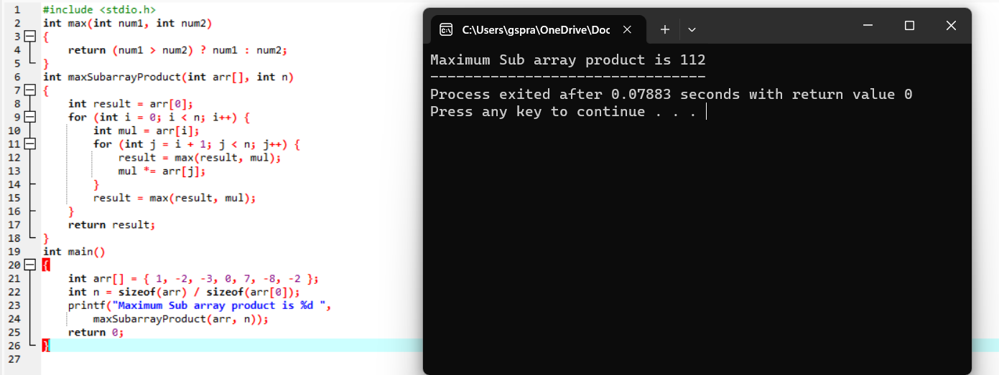 1 #include <stdio.h>
2 int max(int num1, int num2)
3 {
4 return (num1 > num2) ? num1 : num2;
5 }
6 int maxSubarrayProduct(int arr[], int n)
7 {
8 int result = arr[0];
9 for (int i = 0; i < n; i++) {
10 int mul = arr[i];
11 for (int j = i + 1; j < n; j++) {
12 result = max(result, mul);
13 mul *= arr[j];
14 }
15 result = max(result, mul);
16 }
17 return result;
18 }
19 int main()
20 {
21 int arr[] = { 1, -2, -3, 0, 7, -8, -2 };
22 int n = sizeof(arr) / sizeof(arr[0]);
23 printf("Maximum Sub array product is %d ",
24 maxSubarrayProduct(arr, n));
25 return 0;
26 }
27
C:\Users\gspra\OneDrive\Doc
Maximum Sub array product is 112
--------------------------------
Process exited after 0.07883 seconds with return value 0
Press any key to continue . . .